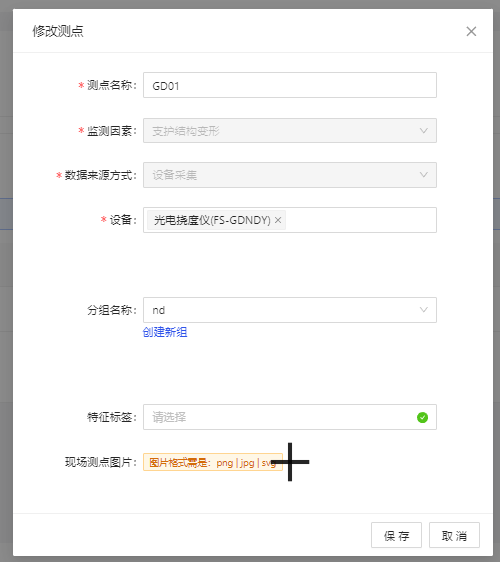 修改测点
* 测点名称: GD01
* 监测因素: 支护结构变形
* 数据来源方式: 设备采集
* 设备: 光电挠度仪(FS-GDNDY) ×
分组名称: nd
创建新组
特征标签: 请选择
现场测点图片: 图片格式需是: png | jpg | svg
保 存 取 消